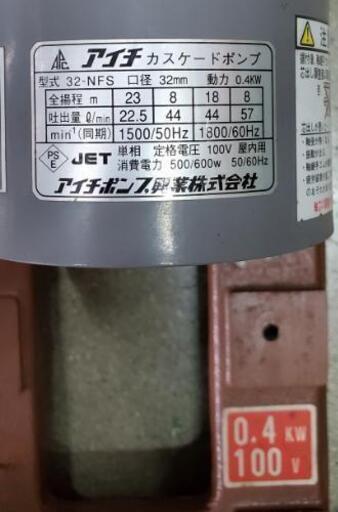 アイチ カスケードポンプ
型式 32-NFS 口径 32mm 動力 0.4KW
全揚程 m 23 8 18 8
吐出量 ℓ/min 22.5 44 44 57
min⁻¹(同期) 1500/50Hz 1800/60Hz
PS E JET 単相 定格電圧 100V 屋内用
消費電力 500/600w 50/60Hz
アイチポンプ産業株式会社
0.4 KW
100 V